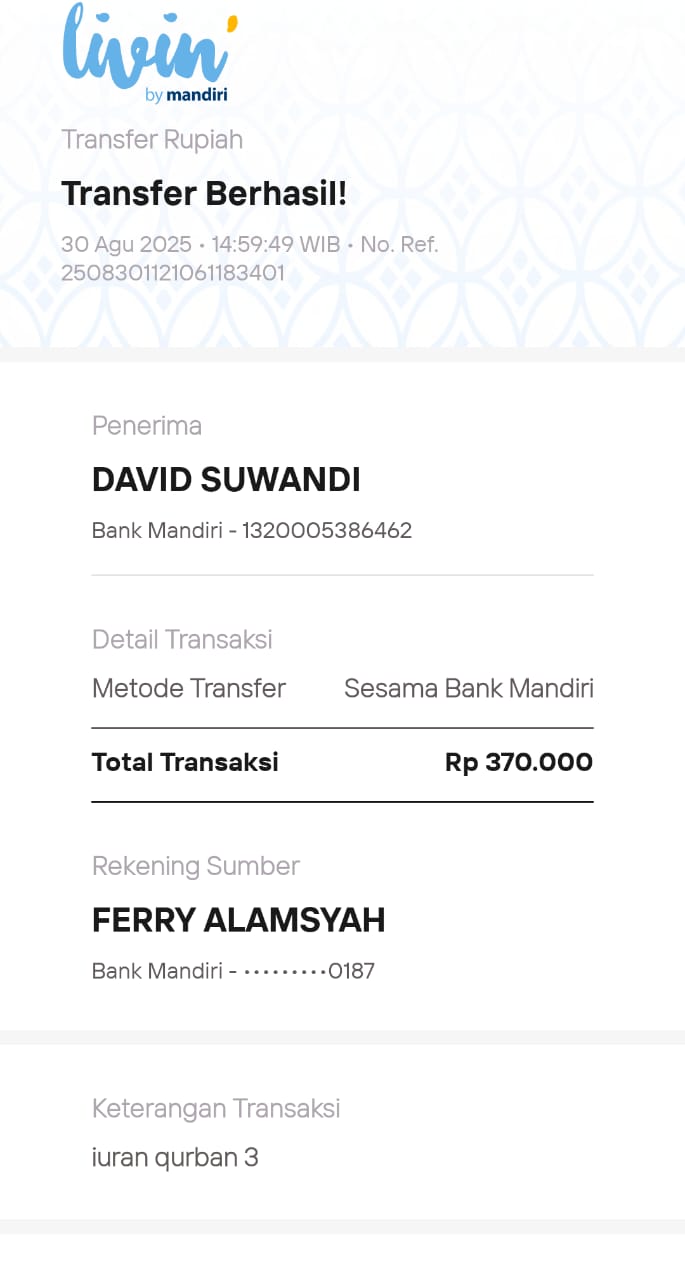 livin'
by mandiri
Transfer Rupiah
Transfer Berhasil!
30 Agu 2025 • 14:59:49 WIB • No. Ref.
2508301121061183401
Penerima
DAVID SUWANDI
Bank Mandiri - 1320005386462
Detail Transaksi
Metode Transfer Sesama Bank Mandiri
Total Transaksi Rp 370.000
Rekening Sumber
FERRY ALAMSYAH
Bank Mandiri - •••••••••0187
Keterangan Transaksi
iuran qurban 3